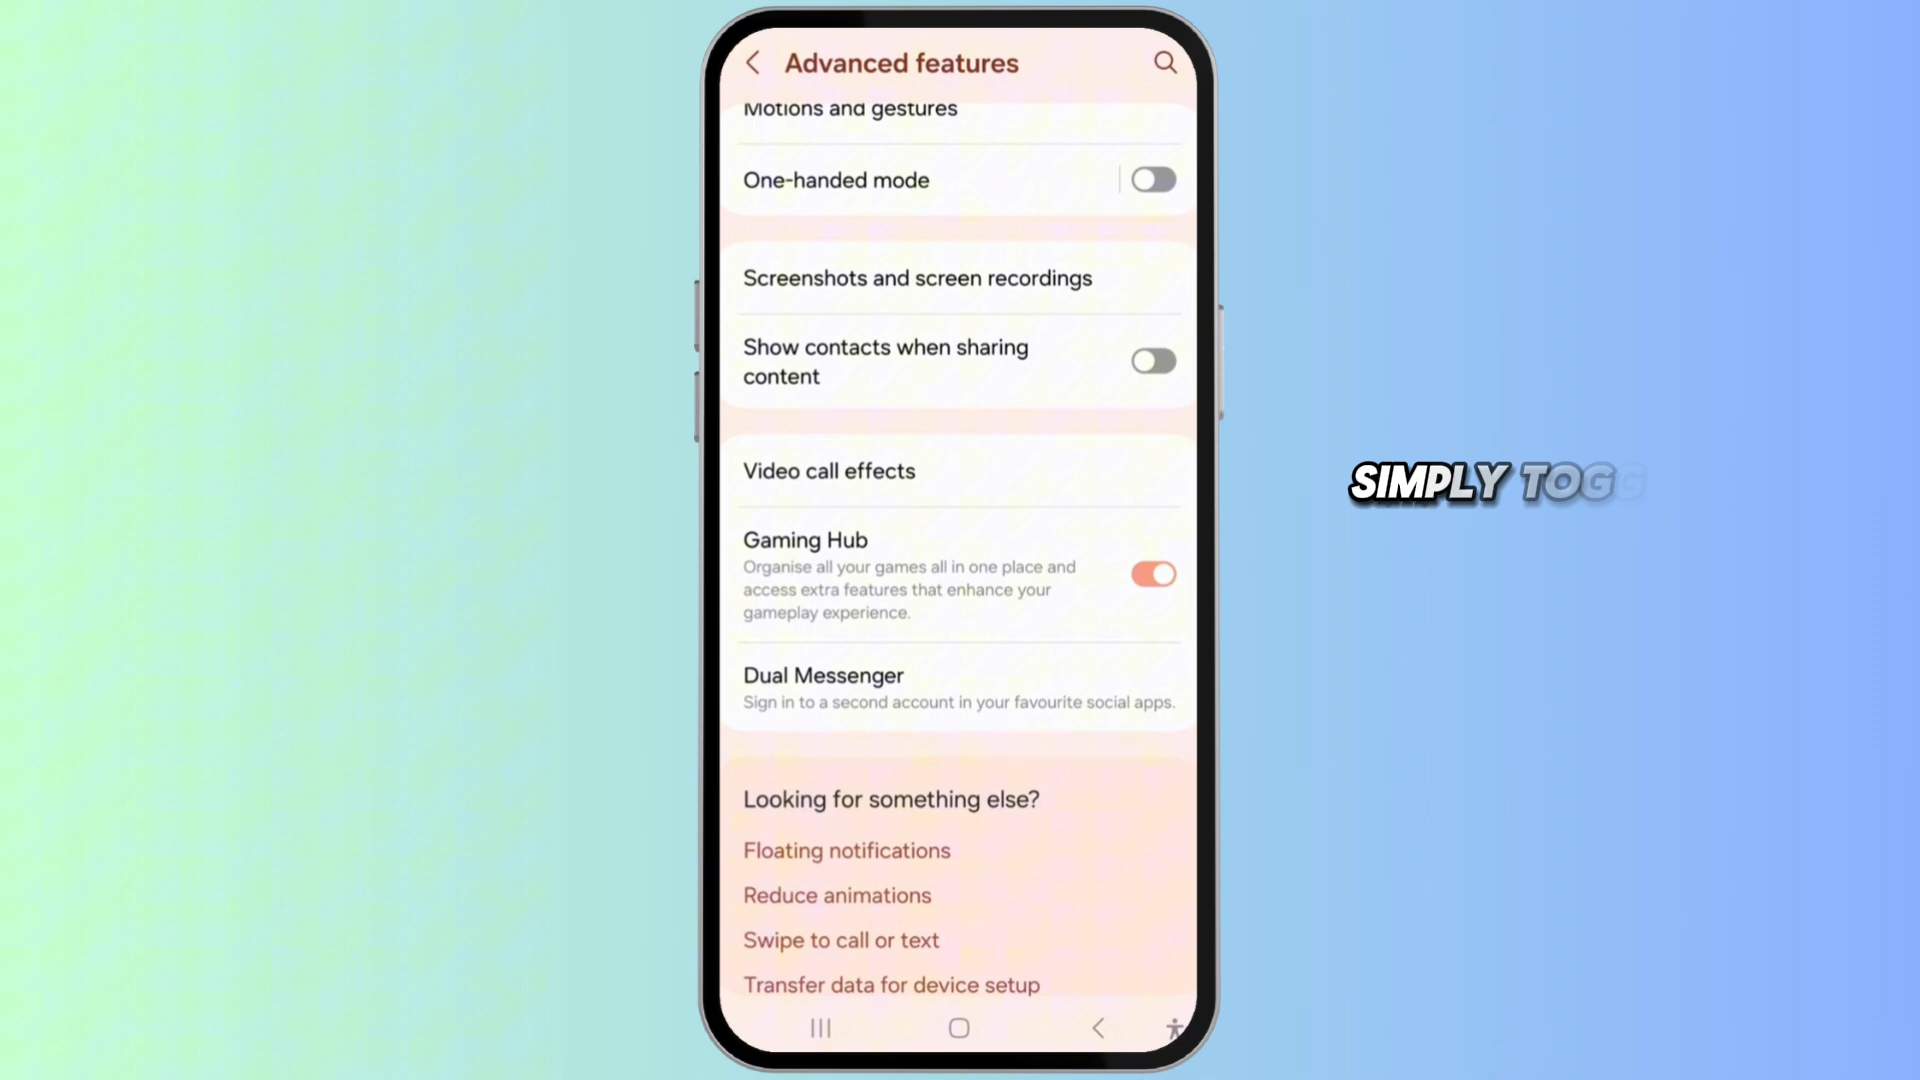 Advanced features
Motions and gestures
One-handed mode
Screenshots and screen recordings
Show contacts when sharing
content
Video call effects
Gaming Hub
Organise all your games all in one place and
access extra features that enhance your
gameplay experience.
Dual Messenger
Sign in to a second account in your favourite social apps.
SIMPLY TOGG
Looking for something else?
Floating notifications
Reduce animations
Swipe to call or text
Transfer data for device setup